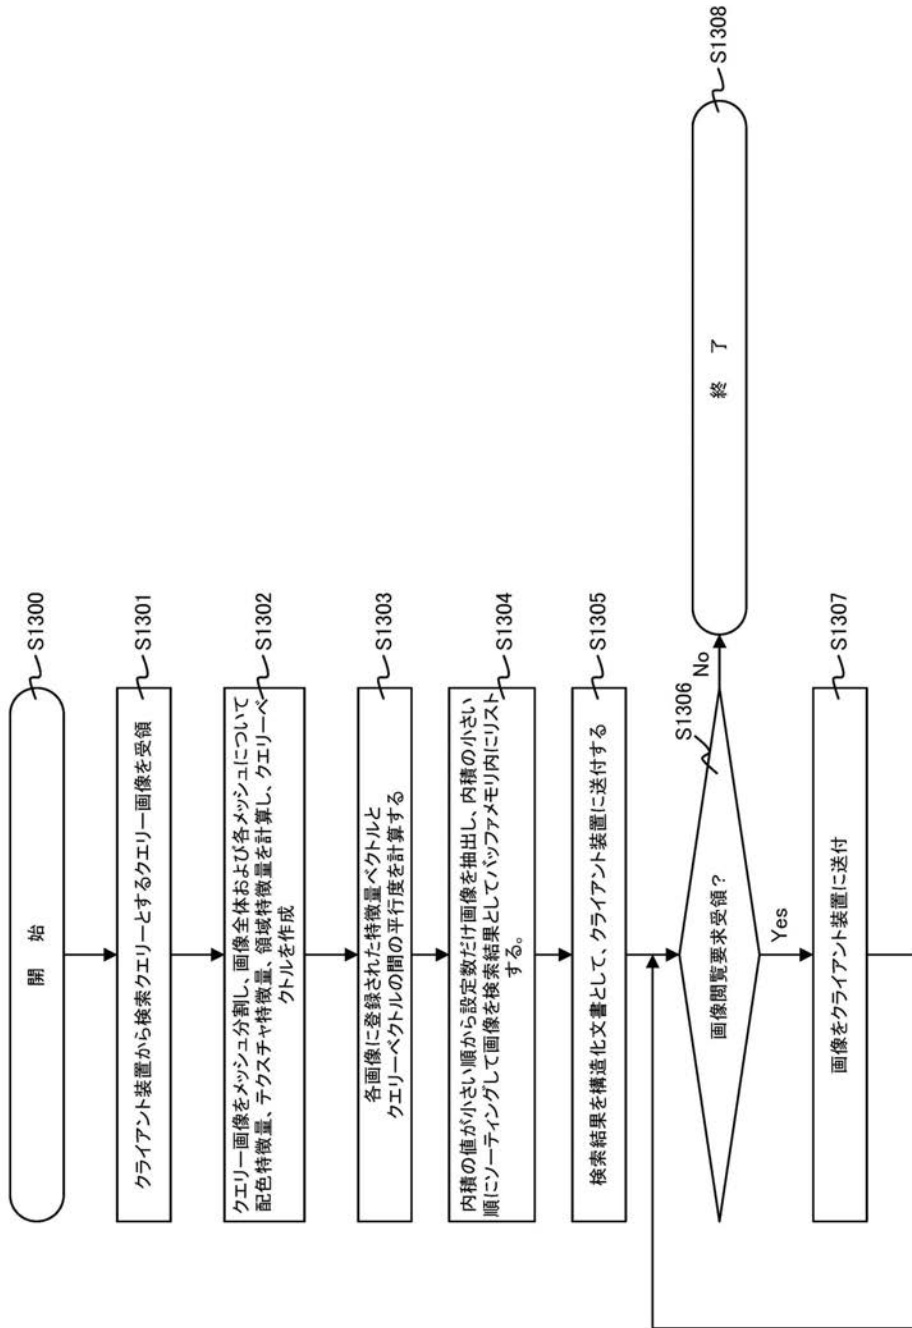 開 始
S1300
クライアント装置から検索クエリーとするクエリー画像を受領
S1301
クエリー画像をメッシュ分割し、画像全体および各メッシュについて
配色特徴量、テクスチャ特徴量、領域特徴量を計算し、クエリーベ
クトルを作成
S1302
各画像に登録された特徴量ベクトルと
クエリーベクトルの間の平行度を計算する
S1303
内積の値が小さい順から設定数だけ画像を抽出し、内積の小さい
順にソーティングして画像を検索結果としてバッファメモリ内にリスト
する。
S1304
検索結果を構造化文書として、クライアント装置に送付する
S1305
画像閲覧要求受領?
S1306
No
終 了
S1308
Yes
画像をクライアント装置に送付
S1307